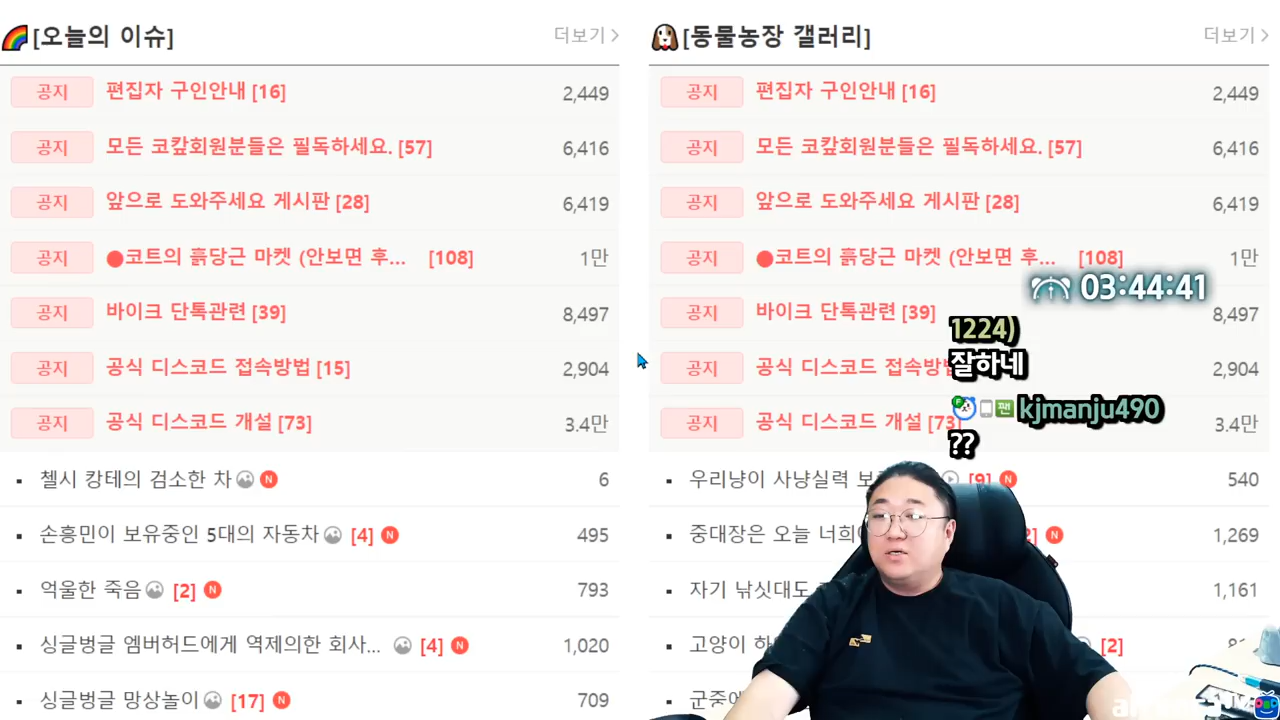 [오늘의 이슈]
더보기
공지 편집자 구인안내 [16] 2,449
공지 모든 코캎회원분들은 필독하세요. [57] 6,416
공지 앞으로 도와주세요 게시판 [28] 6,419
공지 ●코트의 흙당근 마켓 (안보면 후... [108] 1만
공지 바이크 단톡관련 [39] 8,497
공지 공식 디스코드 접속방법 [15] 2,904
공지 공식 디스코드 개설 [73] 3.4만
첼시 캉테의 검소한 차 N 6
손흥민이 보유중인 5대의 자동차 [4] N 495
억울한 죽음 [2] N 793
싱글벙글 엠버허드에게 역제의한 회사... [4] N 1,020
싱글벙글 망상놀이 [17] N 709
[동물농장 갤러리]
더보기
공지 편집자 구인안내 [16] 2,449
공지 모든 코캎회원분들은 필독하세요. [57] 6,416
공지 앞으로 도와주세요 게시판 [28] 6,419
공지 ●코트의 흙당근 마켓 (안보면 후... [108] 1만
03:44:41
공지 바이크 단톡관련 [39] 8,497
1224)
잘하네
공지 공식 디스코드 접속방 2,904
F 팬 kjmanju490
공지 공식 디스코드 개설 [73] 3.4만
??
우리냥이 사냥실력 보 [9] N 540
중대장은 오늘 너희 N 1,269
자기 낚싯대도 1,161
고양이 하 [2]
군중에